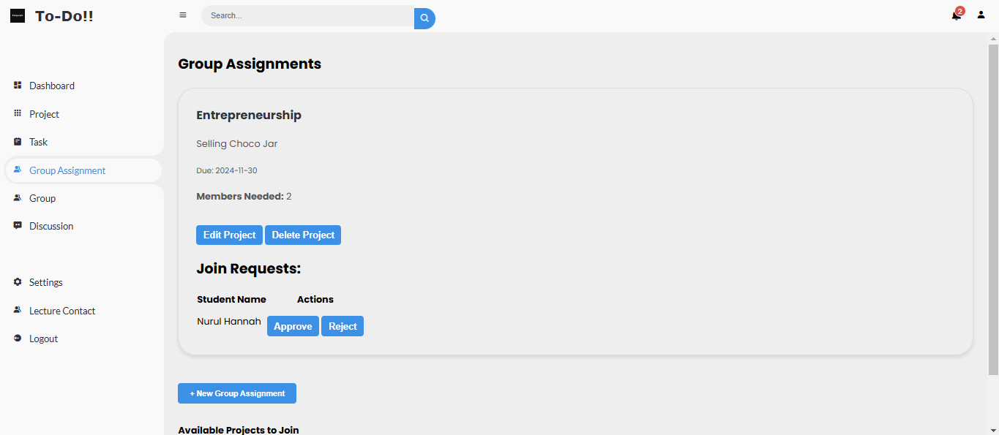 To-Do!!
Search...
2
Dashboard
Project
Task
Group Assignment
Group
Discussion
Settings
Lecture Contact
Logout
Group Assignments
Entrepreneurship
Selling Choco Jar
Due: 2024-11-30
Members Needed: 2
Edit Project Delete Project
Join Requests:
Student Name Actions
Nurul Hannah Approve Reject
+ New Group Assignment
Available Projects to Join